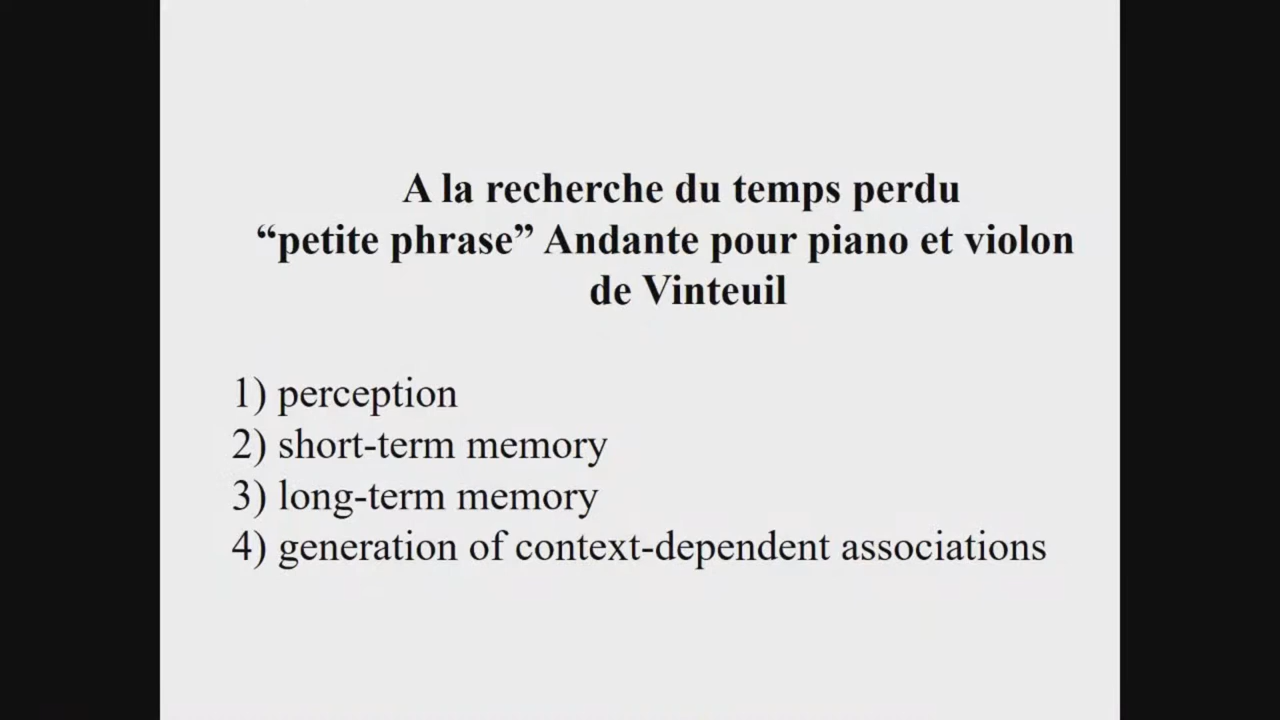 A la recherche du temps perdu
“petite phrase” Andante pour piano et violon
de Vinteuil
1) perception
2) short-term memory
3) long-term memory
4) generation of context-dependent associations